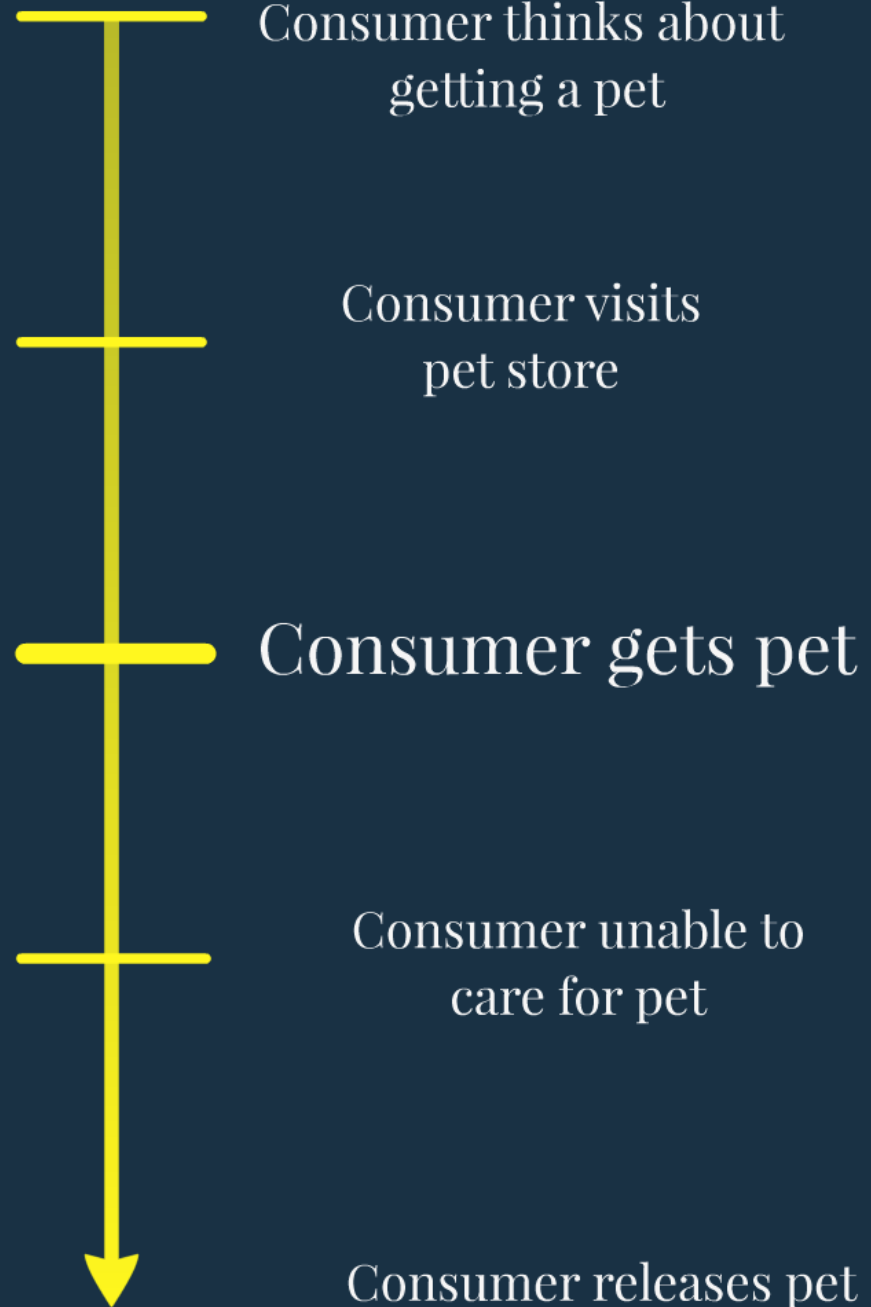 Consumer thinks about
getting a pet
Consumer visits
pet store
Consumer gets pet
Consumer unable to
care for pet
Consumer releases pet